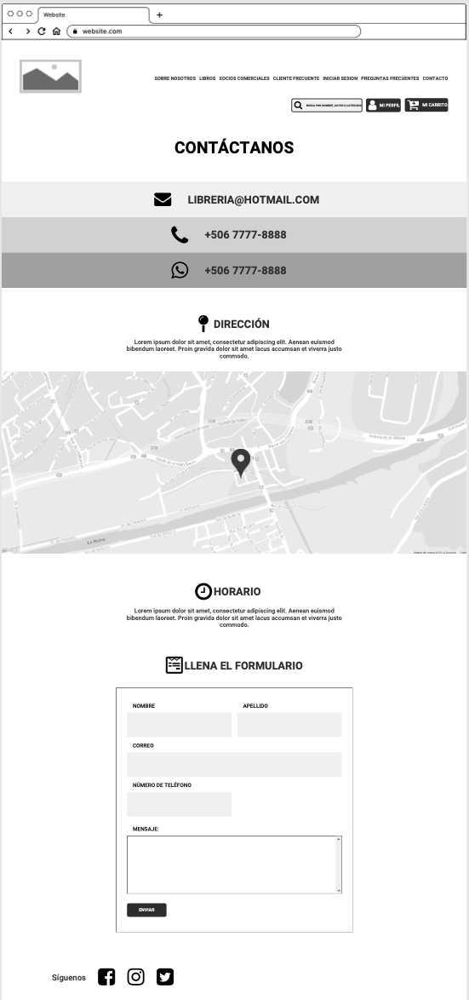 Website
website.com
SOBRE NOSOTROS LIBROS SOCIOS COMERCIALES CLIENTE FRECUENTE INICIAR SESION PREGUNTAS FRECUENTES CONTACTO
BUSCA POR NOMBRE, AUTOR O CATEGORIA MI PERFIL MI CARRITO
CONTÁCTANOS
LIBRERIA@HOTMAIL.COM
+506 7777-8888
+506 7777-8888
DIRECCIÓN
Lorem ipsum dolor sit amet, consectetur adipiscing elit. Aenean euismod
bibendum laoreet. Proin gravida dolor sit amet lacus accumsan et viverra justo
commodo.
Le Rhône
HORARIO
Lorem ipsum dolor sit amet, consectetur adipiscing elit. Aenean euismod
bibendum laoreet. Proin gravida dolor sit amet lacus accumsan et viverra justo
commodo.
LLENA EL FORMULARIO
NOMBRE APELLIDO
CORREO
NÚMERO DE TELÉFONO
MENSAJE:
ENVIAR
Síguenos